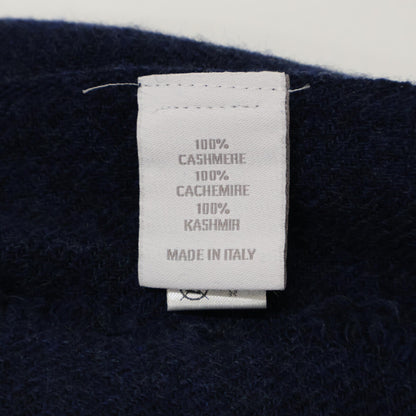 100%
CASHMERE
100%
CACHEMIRE
100%
KASHMIR
MADE IN ITALY